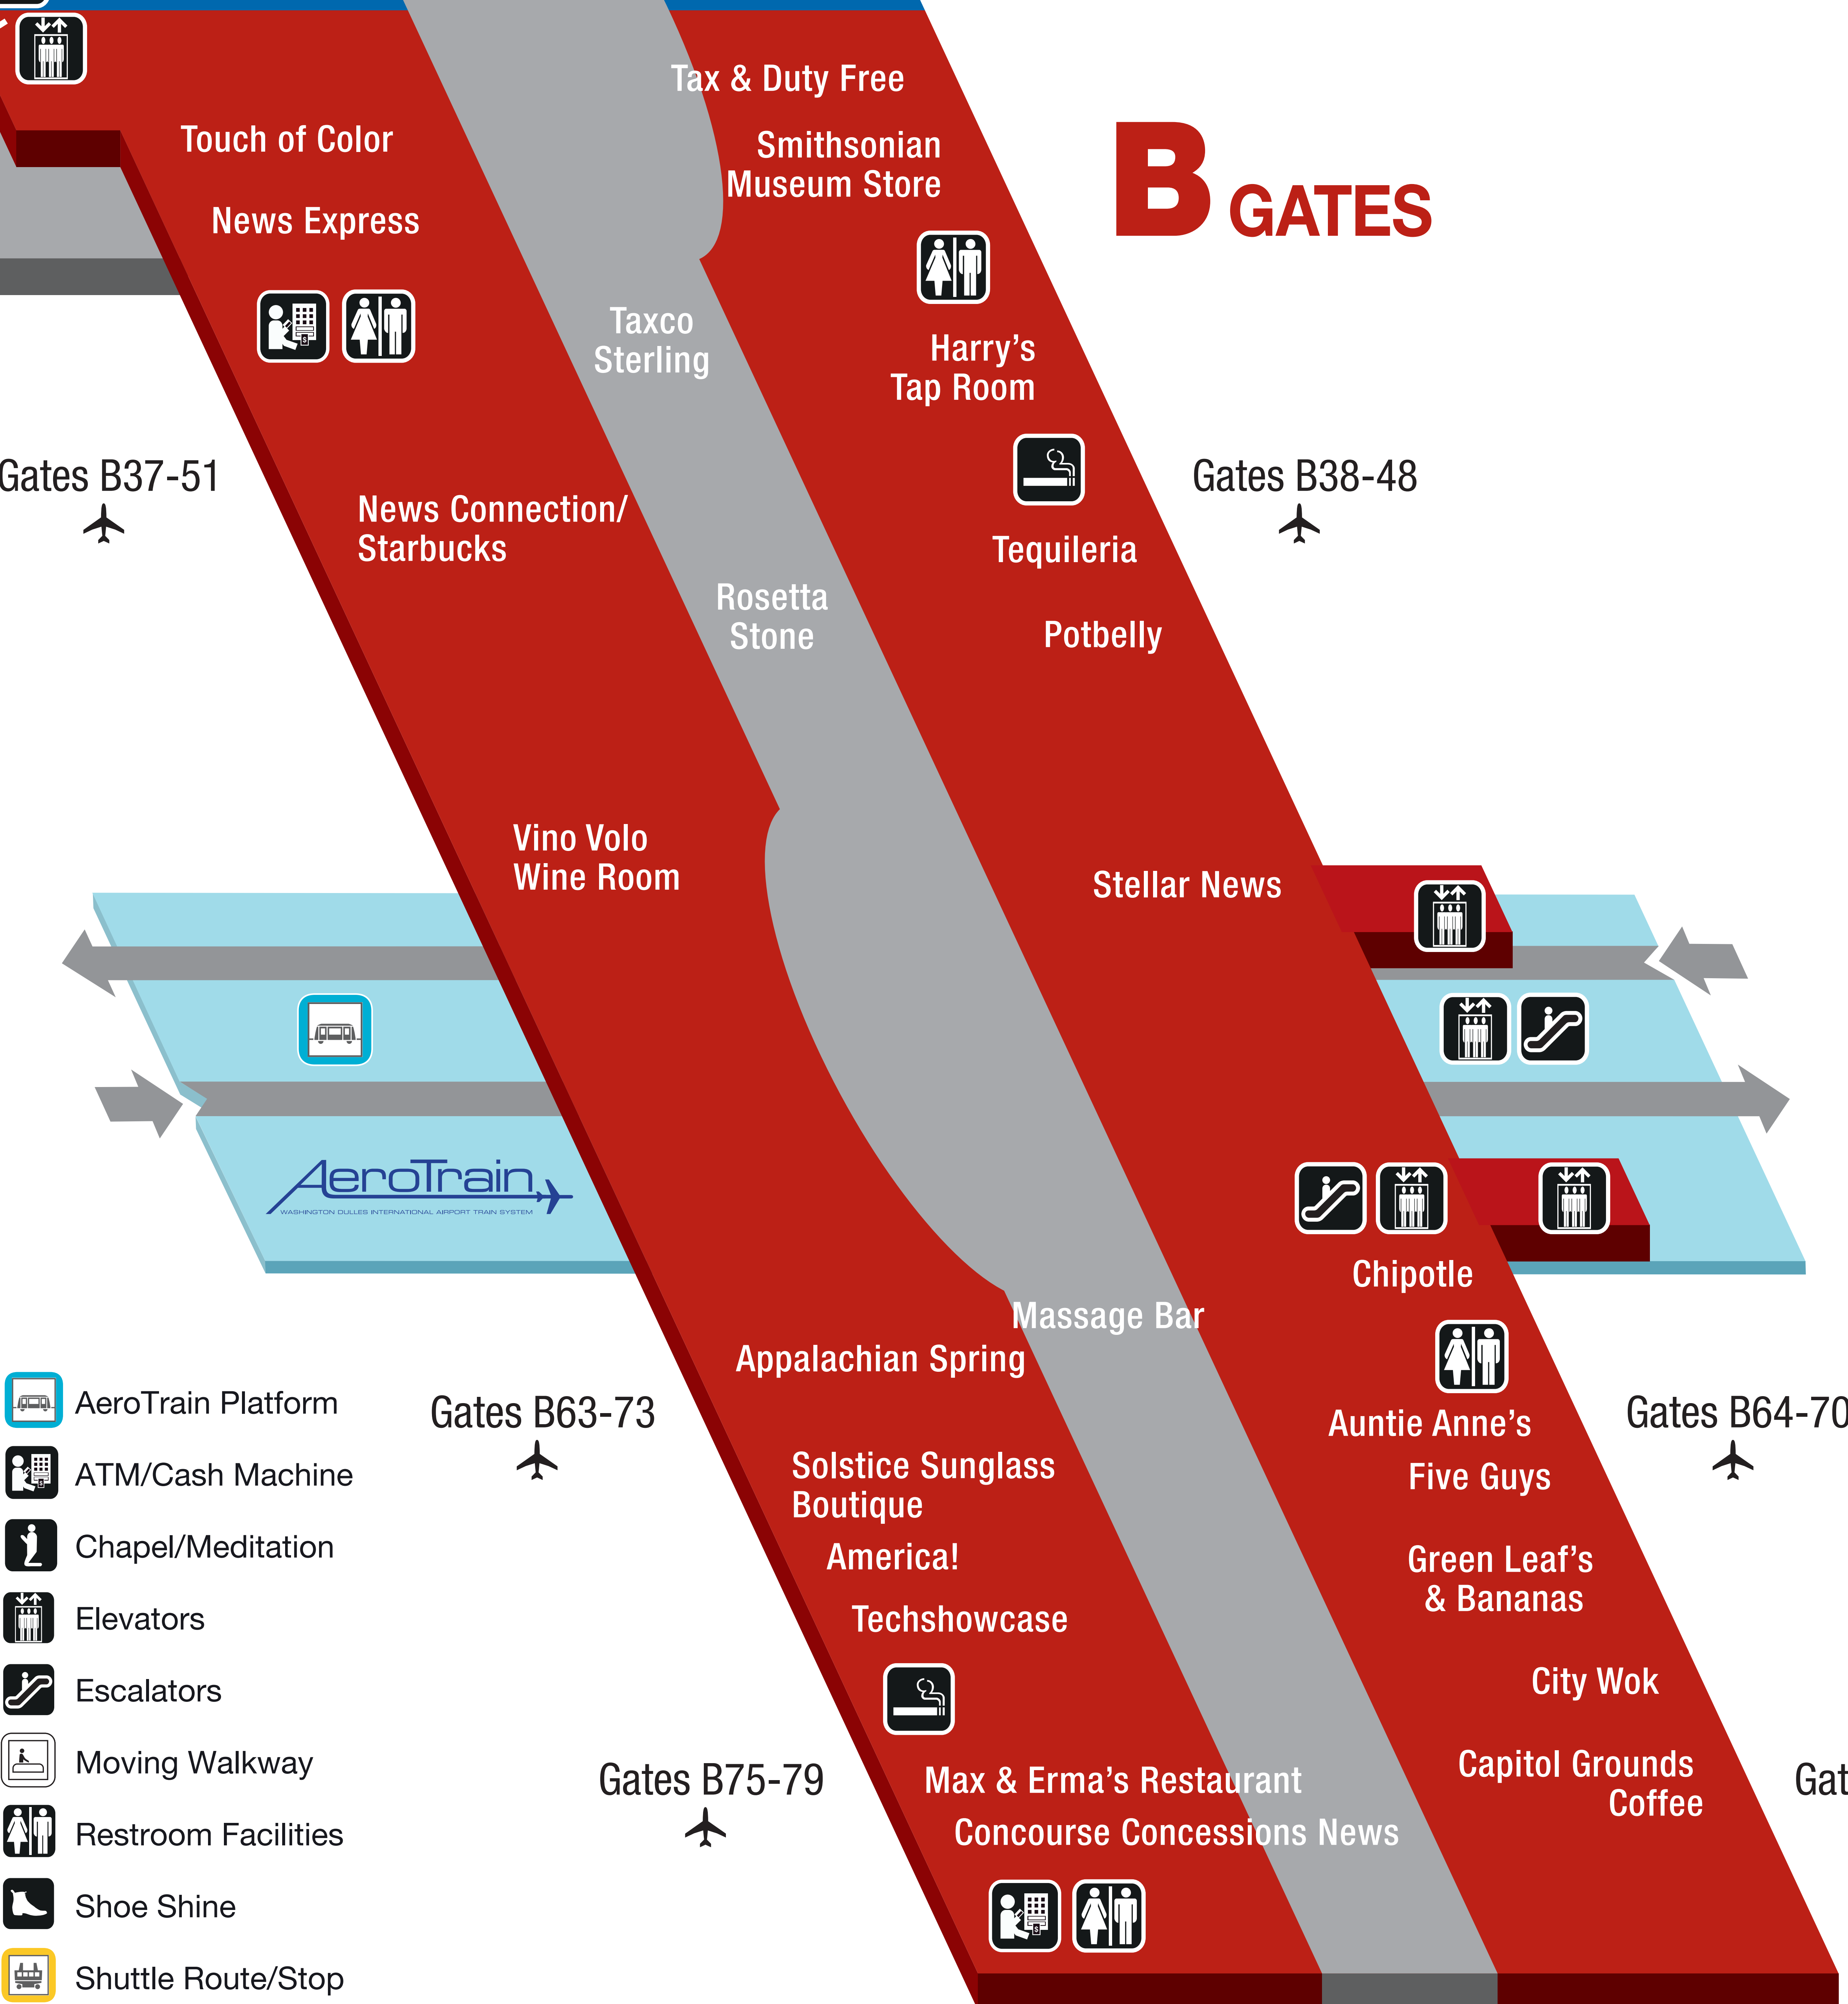 Tax & Duty Free
Touch of Color
Smithsonian
Museum Store
B GATES
News Express
Taxco
Sterling
Harry's
Tap Room
Gates B37-51
Gates B38-48
News Connection/
Starbucks
Tequileria
Rosetta
Stone
Potbelly
Vino Volo
Wine Room
Stellar News
AeroTrain
WASHINGTON DULLES INTERNATIONAL AIRPORT TRAIN SYSTEM
Chipotle
Massage Bar
Appalachian Spring
Gates B63-73
Auntie Anne's
Gates B64-70
Five Guys
Solstice Sunglass
Boutique
America!
Green Leaf's
& Bananas
Techshowcase
City Wok
Gates B75-79
Max & Erma's Restaurant
Capitol Grounds
Coffee
Gat
Concourse Concessions News
AeroTrain Platform
ATM/Cash Machine
Chapel/Meditation
Elevators
Escalators
Moving Walkway
Restroom Facilities
Shoe Shine
Shuttle Route/Stop